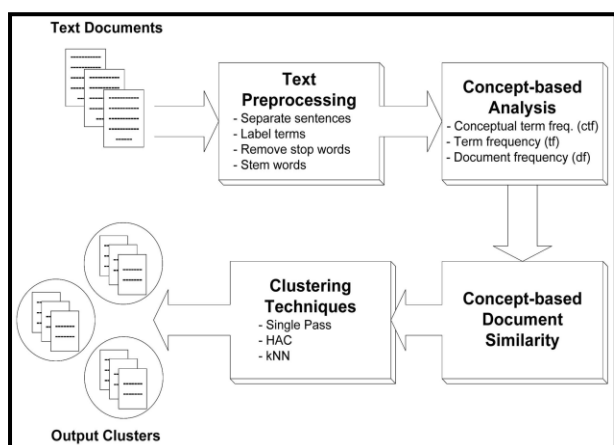 Text Documents
Text
Preprocessing
- Separate sentences
- Label terms
- Remove stop words
- Stem words
Concept-based
Analysis
- Conceptual term freq. (ctf)
- Term frequency (tf)
- Document frequency (df)
Concept-based
Document
Similarity
Clustering
Techniques
- Single Pass
- HAC
- kNN
Output Clusters